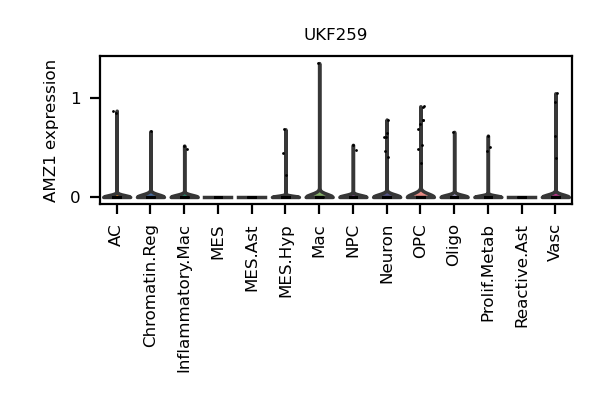 UKF259
AMZ1 expression
1
0
AC
Chromatin.Reg
Inflammatory.Mac
MES
MES.Ast
MES.Hyp
Mac
NPC
Neuron
OPC
Oligo
Prolif.Metab
Reactive.Ast
Vasc